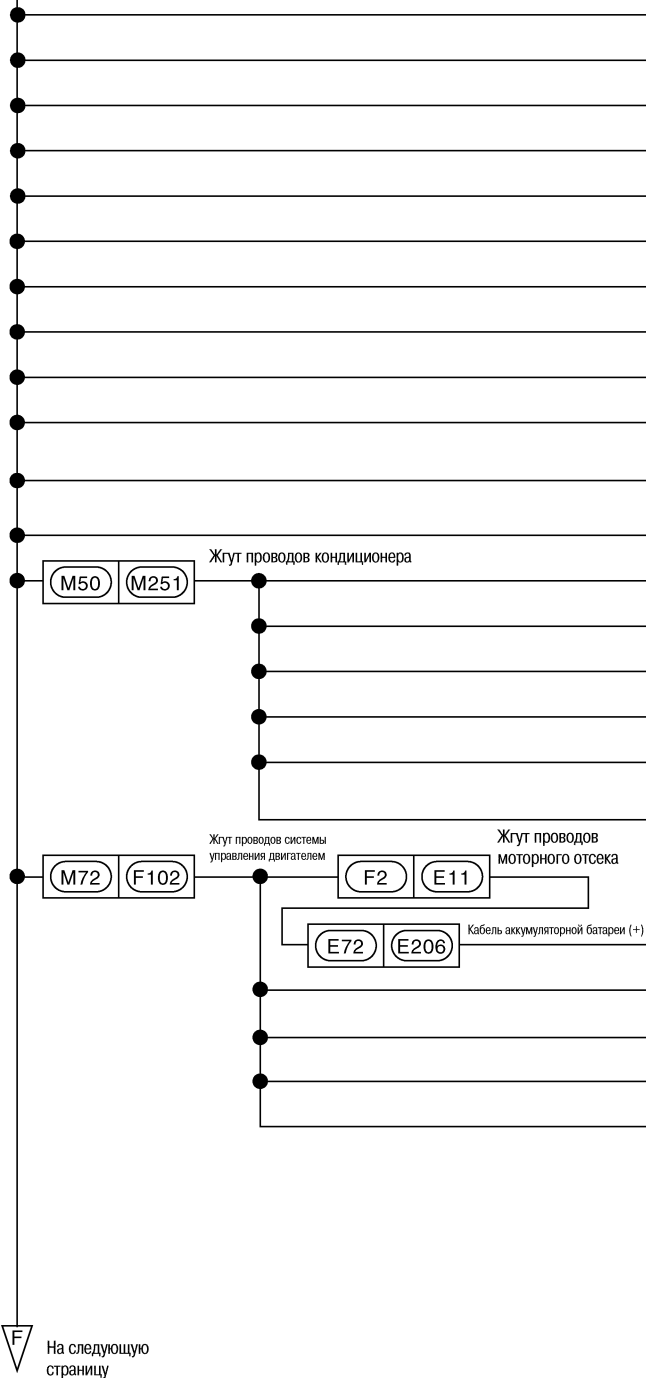 Жгут проводов кондиционера
M50 M251
Жгут проводов системы
управления двигателем
Жгут проводов
моторного отсека
M72 F102 F2 E11
Кабель аккумуляторной батареи (+)
E72 E206
F
На следующую
страницу